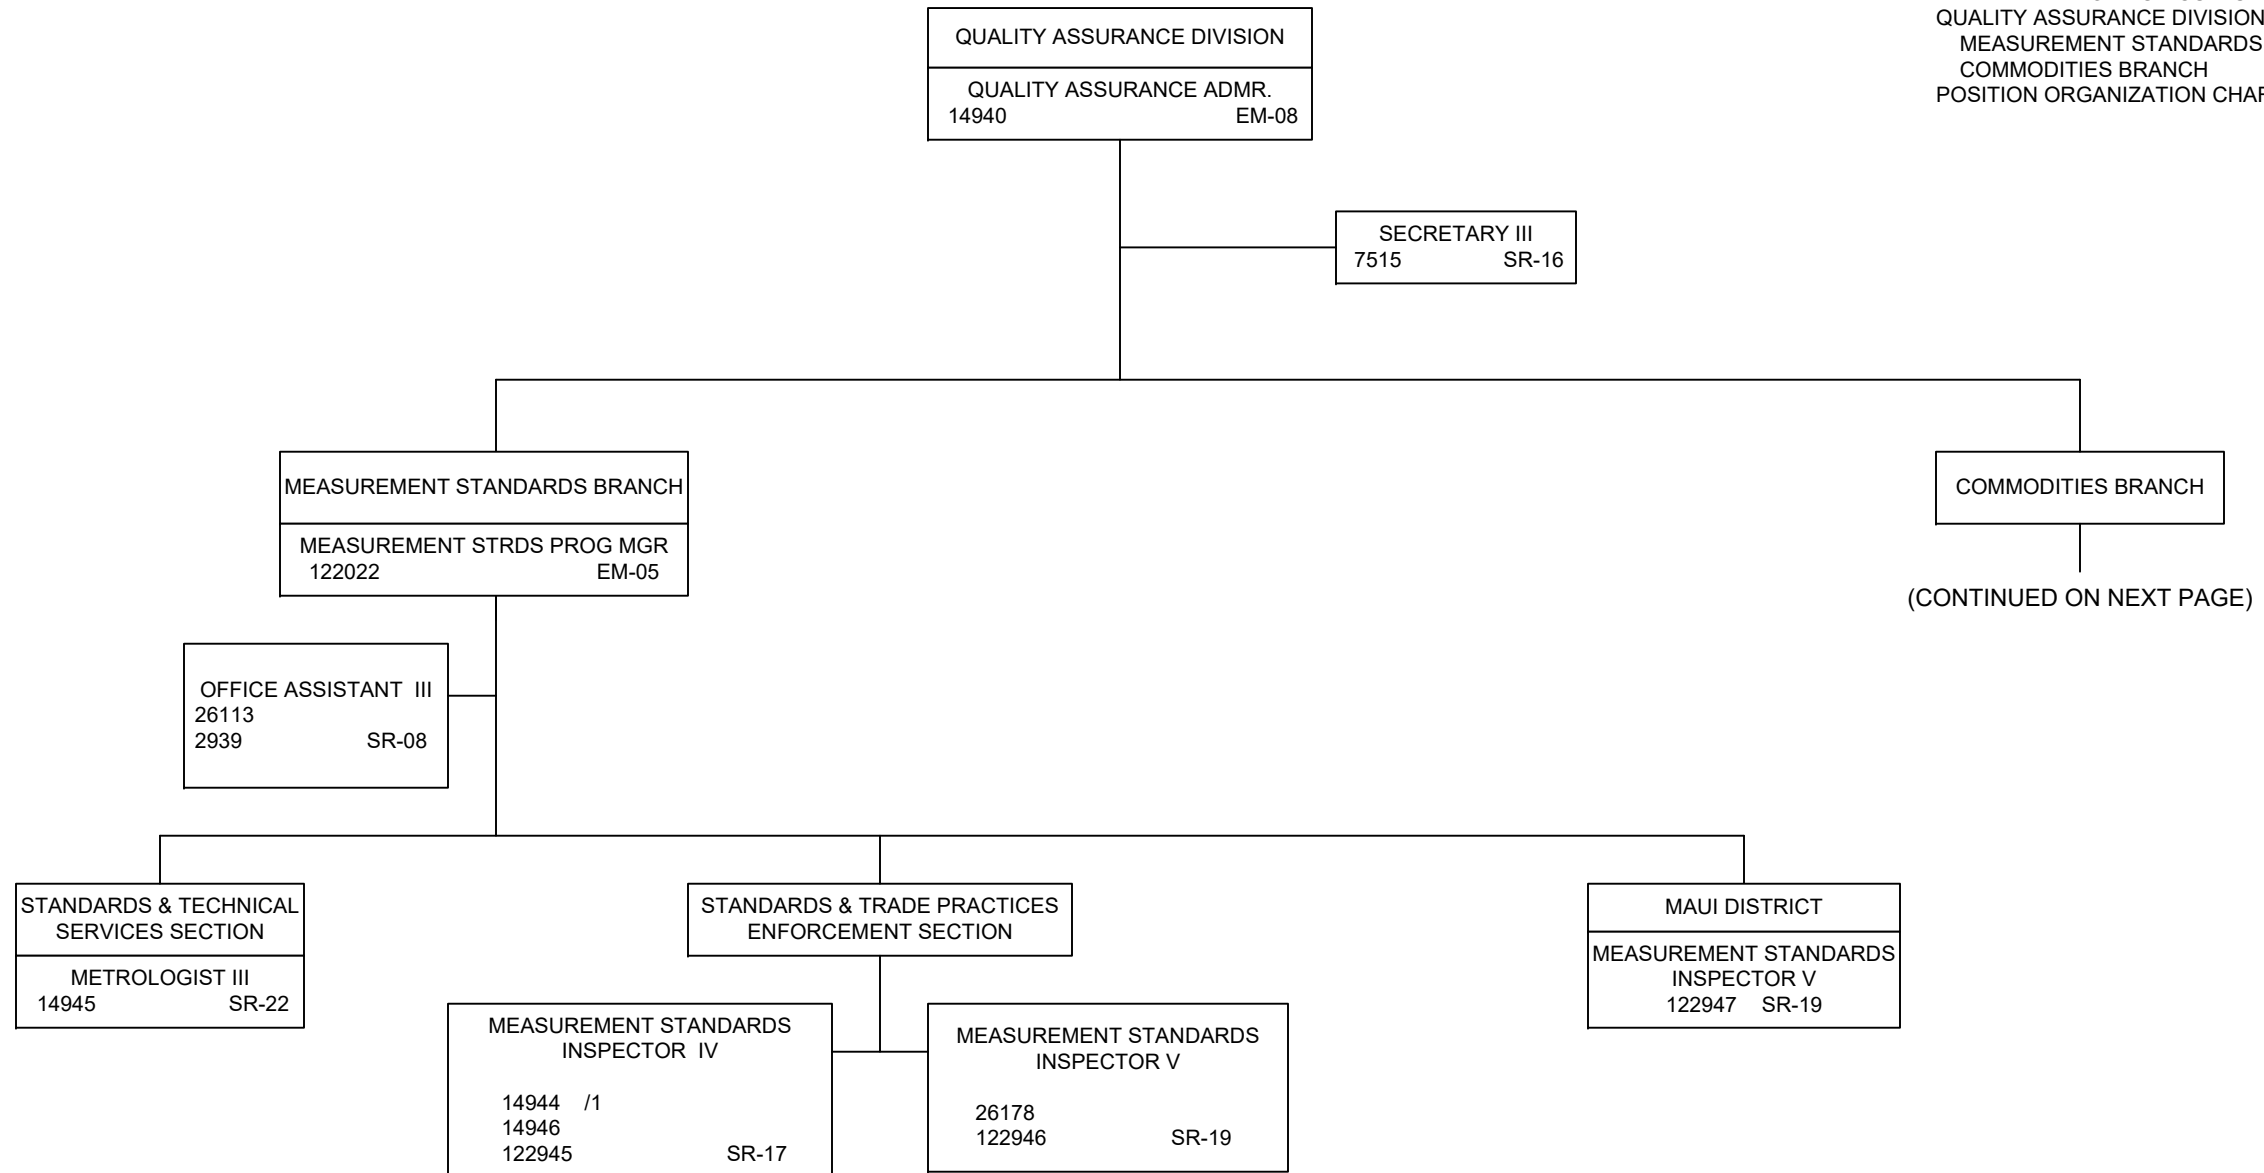 QUALITY ASSURANCE DIVISION
MEASUREMENT STANDARDS
COMMODITIES BRANCH
POSITION ORGANIZATION
QUALITY ASSURANCE DIVISION
QUALITY ASSURANCE ADMR.
14940 EM-08
SECRETARY III
7515 SR-16
MEASUREMENT STANDARDS BRANCH
MEASUREMENT STRDS PROG MGR
122022 EM-05
COMMODITIES BRANCH
(CONTINUED ON NEXT PAGE)
OFFICE ASSISTANT III
26113
2939 SR-08
STANDARDS & TECHNICAL
SERVICES SECTION
METROLOGIST III
14945 SR-22
STANDARDS & TRADE PRACTICES
ENFORCEMENT SECTION
MEASUREMENT STANDARDS
INSPECTOR IV
14944 /1
14946
122945 SR-17
MEASUREMENT STANDARDS
INSPECTOR V
26178
122946 SR-19
MAUI DISTRICT
MEASUREMENT STANDARDS
INSPECTOR V
122947 SR-19